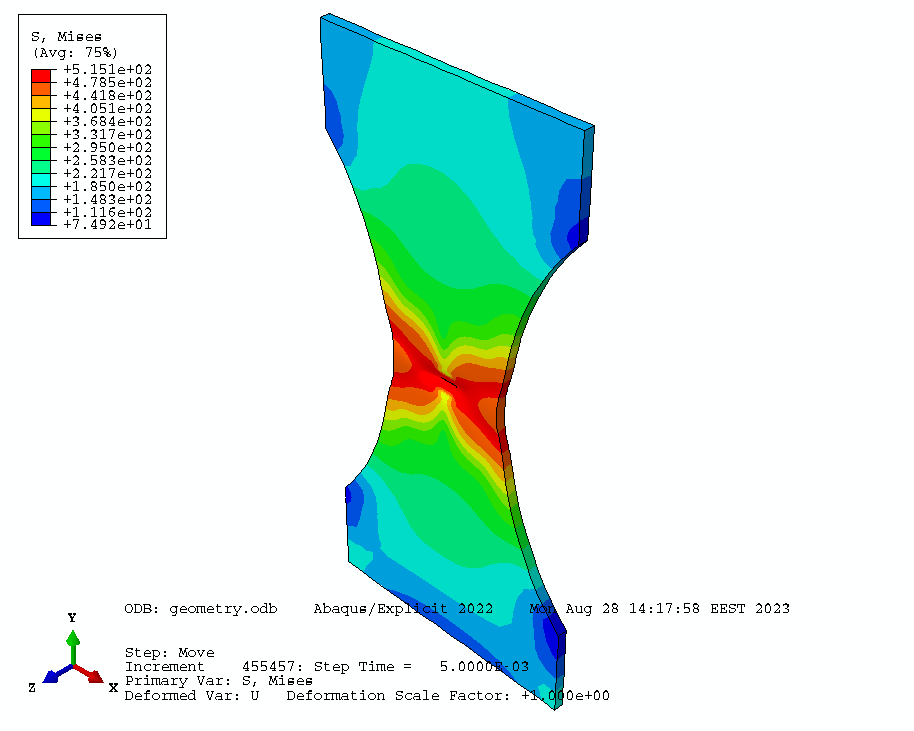 S, Mises
(Avg: 75%)
+5.151e+02
+4.785e+02
+4.418e+02
+4.051e+02
+3.684e+02
+3.317e+02
+2.950e+02
+2.583e+02
+2.217e+02
+1.850e+02
+1.483e+02
+1.116e+02
+7.492e+01
ODB: geometry.odb Abaqus/Explicit 2022 Mon Aug 28 14:17:58 EEST 2023
Y
Z
X
Step: Move
Increment 455457: Step Time = 5.0000E-03
Primary Var: S, Mises
Deformed Var: U Deformation Scale Factor: +1.000e+00